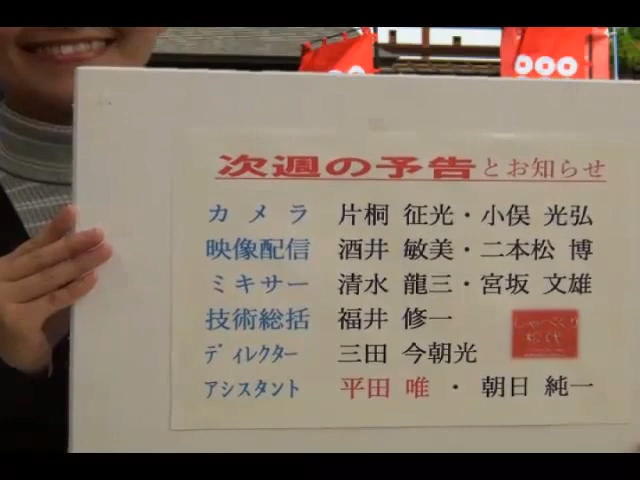 次週の予告とお知らせ
カメラ 片桐 征光・小俣 光弘
映像配信 酒井 敏美・二本松 博
ミキサー 清水 龍三・宮坂 文雄
技術総括 福井 修一
ディレクター 三田 今朝光
アシスタント 平田 唯 ・ 朝日 純一